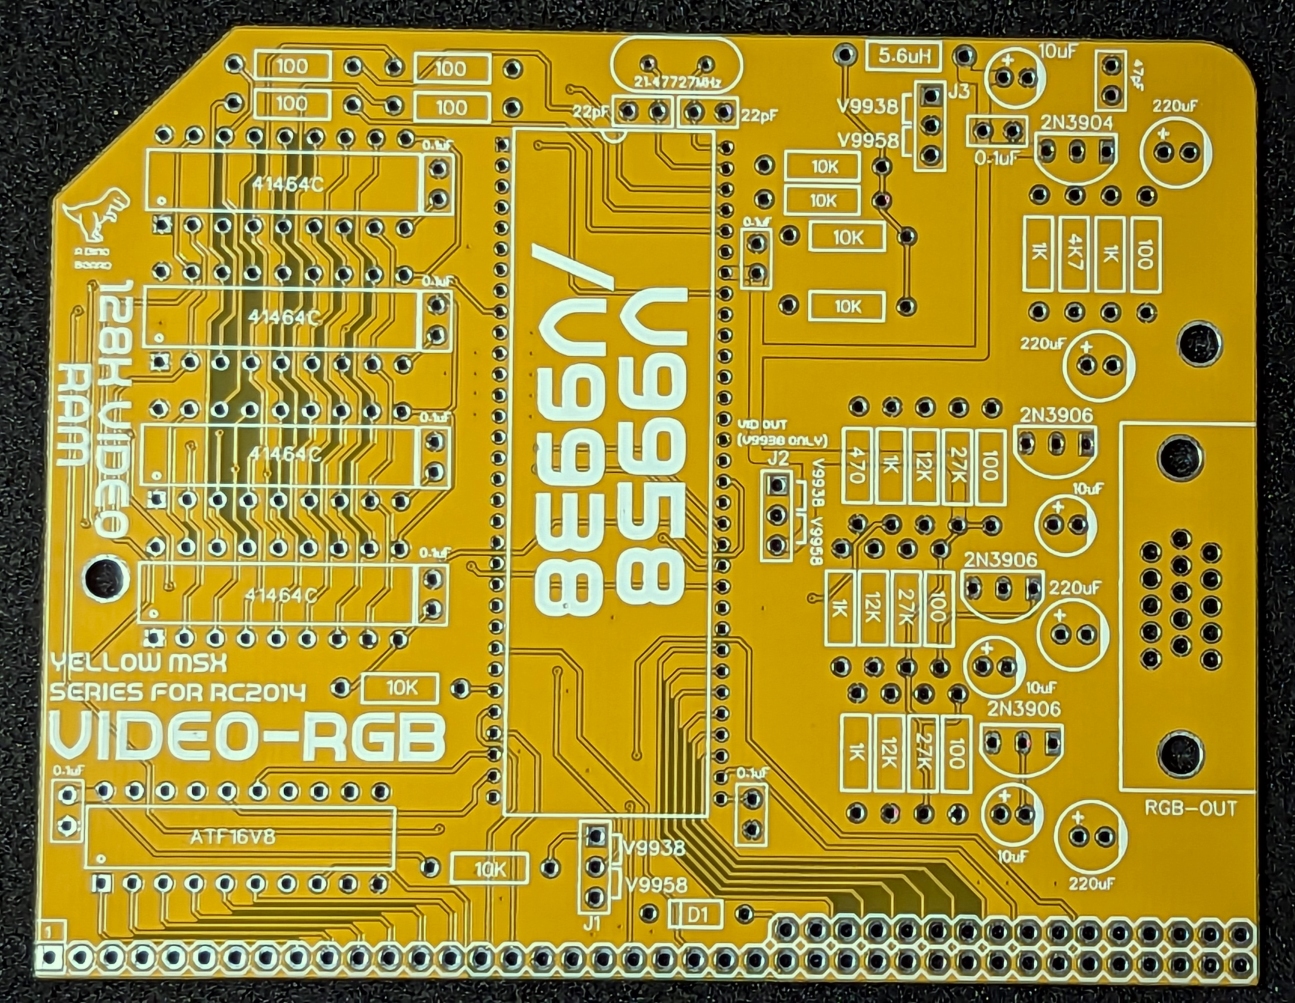 100
100
100
100
21.47727MHz
22pF
22pF
5.6uH
10uF
47pF
J3
V9938
V9958
0.1uF
2N3904
220uF
0.1uF
41464C
10K
10K
10K
10K
0.1uF
1K
4K7
1K
100
A Dino
Board
128K VIDEO
RAM
0.1uF
41464C
0.1uF
41464C
0.1uF
41464C
V9958
/V9938
220uF
VID OUT
(V9938 ONLY)
J2
V9938
V9958
470
1K
12K
27K
100
2N3906
10uF
1K
12K
27K
100
2N3906
220uF
10uF
1K
12K
27K
100
2N3906
10uF
220uF
RGB-OUT
YELLOW MSX
SERIES FOR RC2014
VIDEO-RGB
10K
0.1uF
ATF16V8
10K
0.1uF
V9938
V9958
J1
D1
1